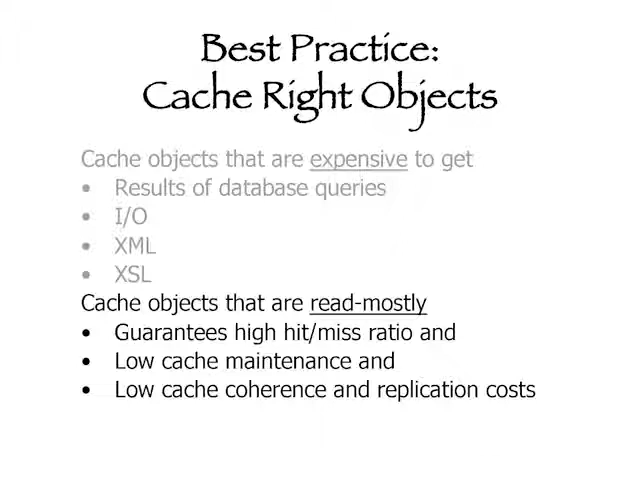 Best Practice:
Cache Right Objects
Cache objects that are expensive to get
• Results of database queries
• I/O
• XML
• XSL
Cache objects that are read-mostly
• Guarantees high hit/miss ratio and
• Low cache maintenance and
• Low cache coherence and replication costs